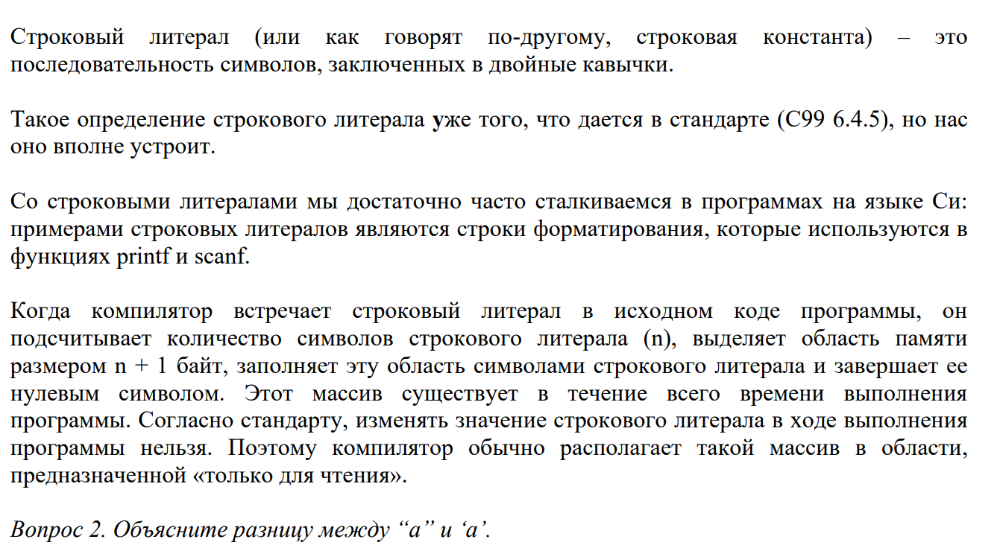 Строковый литерал (или как говорят по-другому, строковая константа) – это
последовательность символов, заключенных в двойные кавычки.
Такое определение строкового литерала уже того, что дается в стандарте (C99 6.4.5), но нас
оно вполне устроит.
Со строковыми литералами мы достаточно часто сталкиваемся в программах на языке Си:
примерами строковых литералов являются строки форматирования, которые используются в
функциях printf и scanf.
Когда компилятор встречает строковый литерал в исходном коде программы, он
подсчитывает количество символов строкового литерала (n), выделяет область памяти
размером n + 1 байт, заполняет эту область символами строкового литерала и завершает ее
нулевым символом. Этот массив существует в течение всего времени выполнения
программы. Согласно стандарту, изменять значение строкового литерала в ходе выполнения
программы нельзя. Поэтому компилятор обычно располагает такой массив в области,
предназначенной «только для чтения».
Вопрос 2. Объясните разницу между “a” и ‘a’.